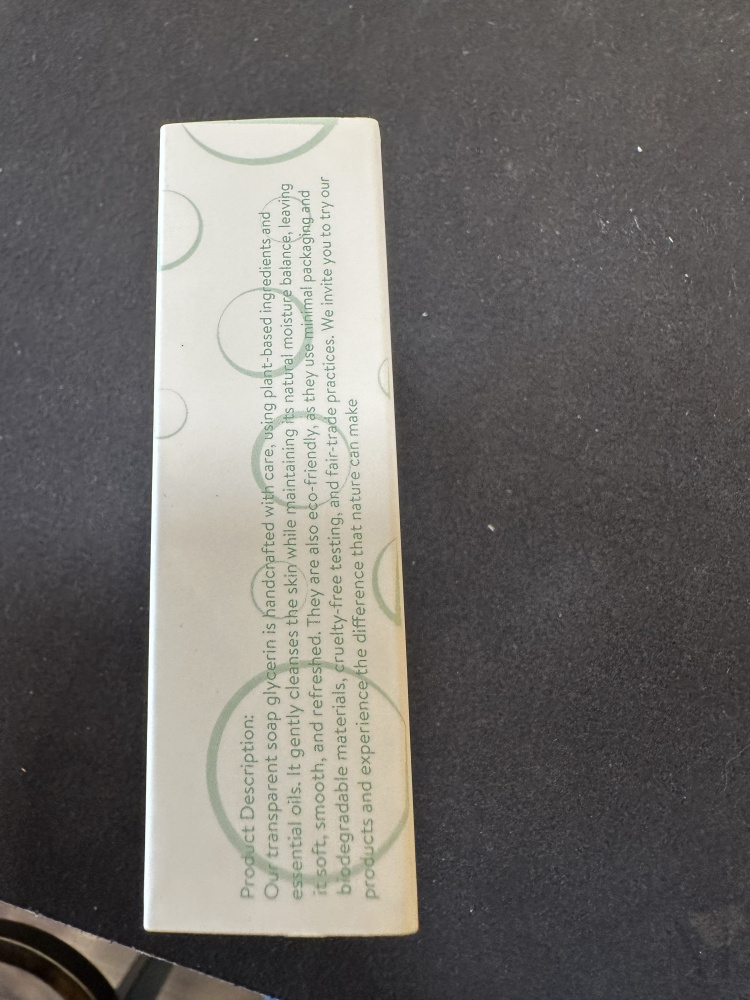 Product Description:
Our transparent soap glycerin is handcrafted with care, using plant-based ingredients and
essential oils. It gently cleanses the skin while maintaining its natural moisture balance, leaving
it soft, smooth, and refreshed. They are also eco-friendly, as they use minimal packaging and
biodegradable materials, cruelty-free testing, and fair-trade practices. We invite you to try our
products and experience the difference that nature can make